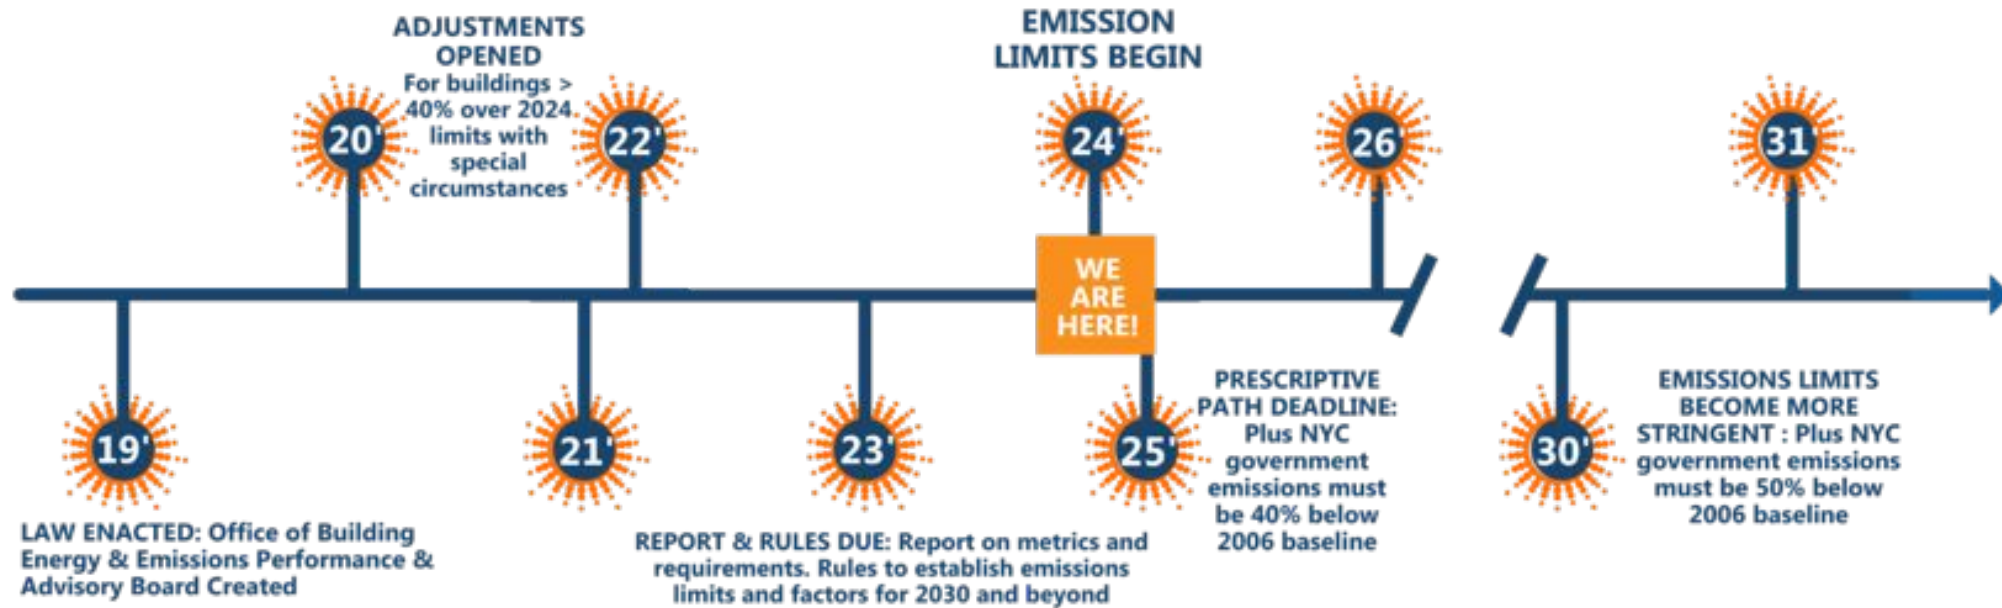 ADJUSTMENTS
OPENED
For buildings >
40% over 2024
limits with
special
circumstances
EMISSION
LIMITS BEGIN
20'
22'
24'
26
31'
WE
ARE
HERE!
19'
21'
23'
25'
30'
LAW ENACTED: Office of Building
Energy & Emissions Performance &
Advisory Board Created
REPORT & RULES DUE: Report on metrics and
requirements. Rules to establish emissions
limits and factors for 2030 and beyond
PRESCRIPTIVE
PATH DEADLINE:
Plus NYC
government
emissions must
be 40% below
2006 baseline
EMISSIONS LIMITS
BECOME MORE
STRINGENT : Plus NYC
government emissions
must be 50% below
2006 baseline